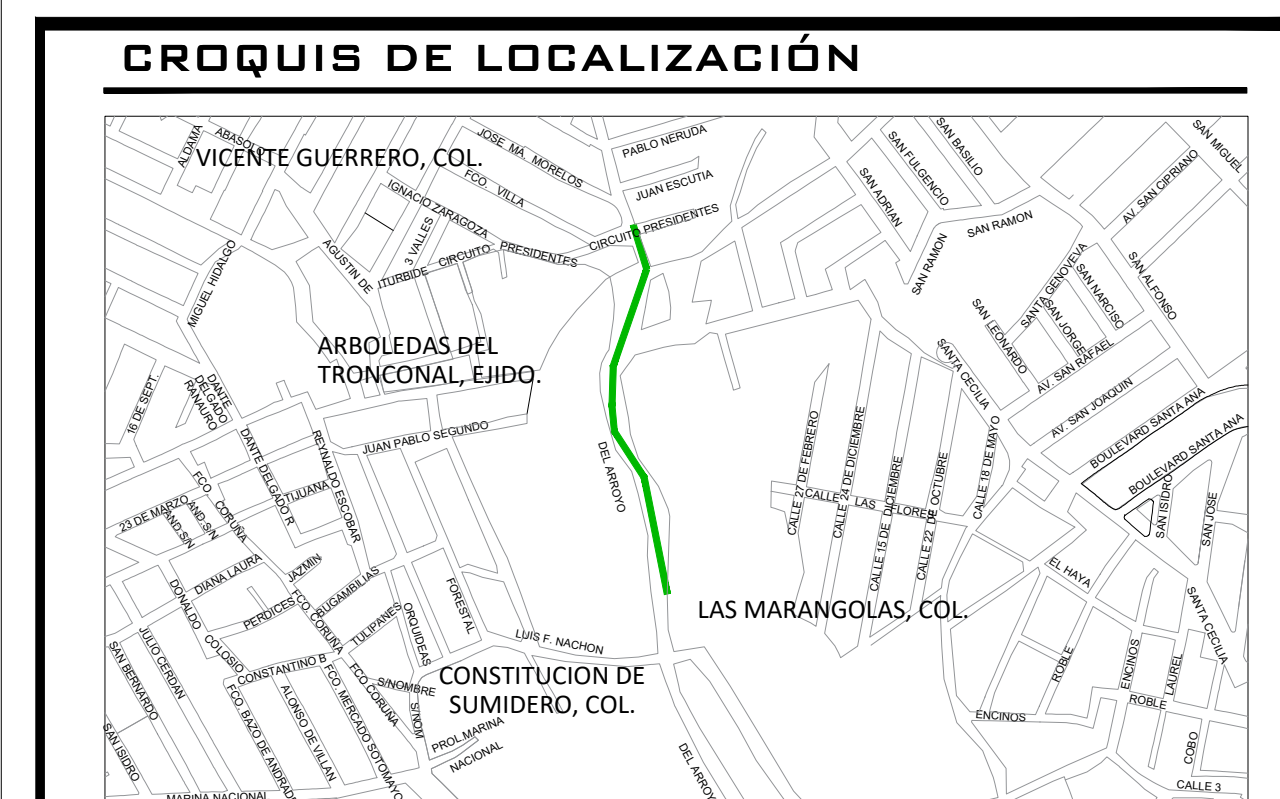 CROQUIS DE LOCALIZACIÓN
ALDAMA
ABASOLO
VICENTE GUERRERO, COL.
JOSE MA. MORELOS
PABLO NERUDA
FCO. VILLA
JUAN ESCUTIA
IGNACIO ZARAGOZA
3 VALLES
AGUSTIN DE
ITURBIDE
CIRCUITO
PRESIDENTES
CIRCUITO PRESIDENTES
MIGUEL HIDALGO
SAN BASILIO
SAN FULGENCIO
SAN ADRIAN
SAN MIGUEL
AV. SAN CIPRIANO
SAN RAMON
SAN RAMON
SANTA GENOVEVA
SAN NARCISO
SAN ALFONSO
SAN JORGE
SAN LEONARDO
AV. SAN RAFAEL
SANTA CECILIA
AV. SAN JOAQUIN
BOULEVARD SANTA ANA
BOULEVARD SANTA ANA
SAN ISIDRO
SAN JOSE
ARBOLEDAS DEL
TRONCONAL, EJIDO.
16 DE SEPT.
DANTE
DELGADO
RANAURO
JUAN PABLO SEGUNDO
DANTE DELGADO R
REYNALDO ESCOBAR
TIJUANA
FCO. CORUÑA
23 DE MARZO
AND.S/N
AND.S/N
DEL ARROYO
CALLE 27 DE FEBRERO
CALLE 24 DE DICIEMBRE
CALLE 15 DE DICIEMBRE
CALLE 22 DE OCTUBRE
CALLE 18 DE MAYO
CALLE LAS FLORES
DIANA LAURA
JAZMIN
BUGAMBILIAS
PERDICES
FCO. CORUÑA
TULIPANES
ORQUIDEAS
FORESTAL
DONALDO
COLOSIO
CONSTANTINO B
LAS MARANGOLAS, COL.
EL HAYA
SANTA CECILIA
LUIS F. NACHON
CONSTITUCION DE
SUMIDERO, COL.
JULIO CERDAN
SAN BERNARDO
SAN ISIDRO
FCO. BAZO DE ANDRADE
ALONSO DE VILLAN
FCO. MERCADO SOTOMAYO
FCO.CORUÑA
S/NOMBRE
S/NOM
PROL.MARINA
NACIONAL
MARINA NACIONAL
DEL ARROYO
ROBLE
ENCINOS
LAUREL
ROBLE
ENCINOS
COBO
CALLE 3